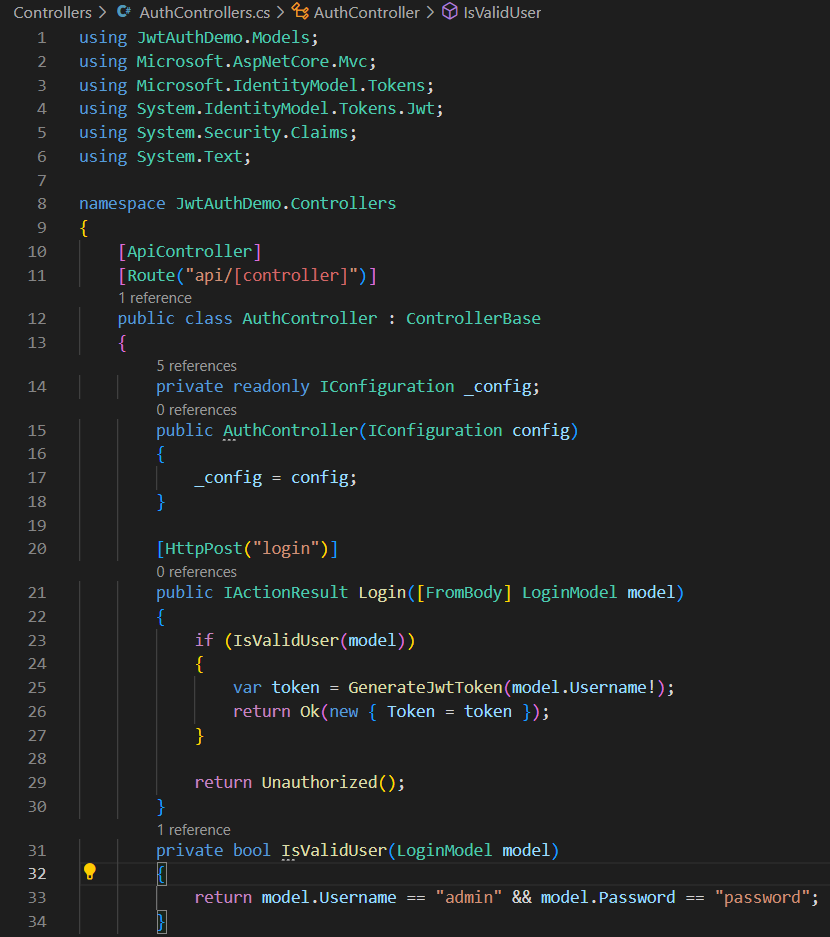 Controllers > C# AuthControllers.cs > AuthController > IsValidUser
1 using JwtAuthDemo.Models;
2 using Microsoft.AspNetCore.Mvc;
3 using Microsoft.IdentityModel.Tokens;
4 using System.IdentityModel.Tokens.Jwt;
5 using System.Security.Claims;
6 using System.Text;
7
8 namespace JwtAuthDemo.Controllers
9 {
10     [ApiController]
11     [Route("api/[controller]")]
1 reference
12     public class AuthController : ControllerBase
13     {
5 references
14         private readonly IConfiguration _config;
0 references
15         public AuthController(IConfiguration config)
16         {
17             _config = config;
18         }
19
20         [HttpPost("login")]
0 references
21         public IActionResult Login([FromBody] LoginModel model)
22         {
23             if (IsValidUser(model))
24             {
25                 var token = GenerateJwtToken(model.Username!);
26                 return Ok(new { Token = token });
27             }
28
29             return Unauthorized();
30         }
1 reference
31         private bool IsValidUser(LoginModel model)
32         {
33             return model.Username == "admin" && model.Password == "password";
34         }